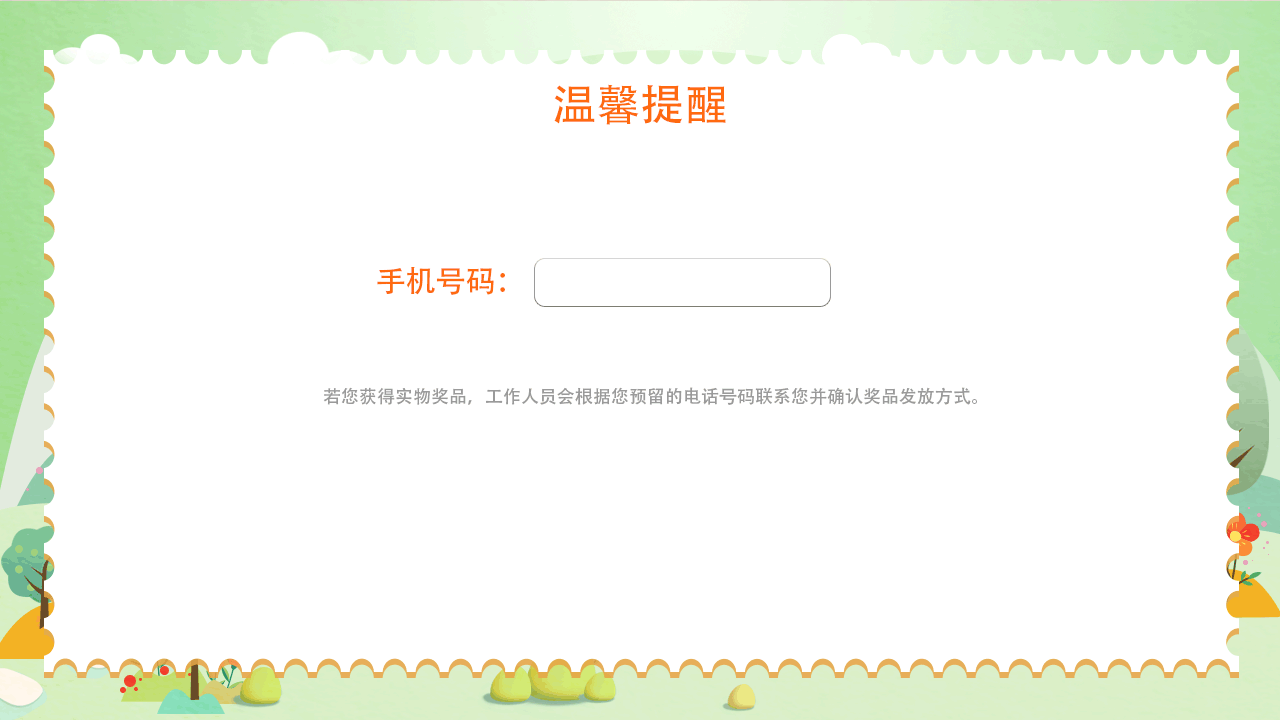 温馨提醒
手机号码：
若您获得实物奖品，工作人员会根据您预留的电话号码联系您并确认奖品发放方式。